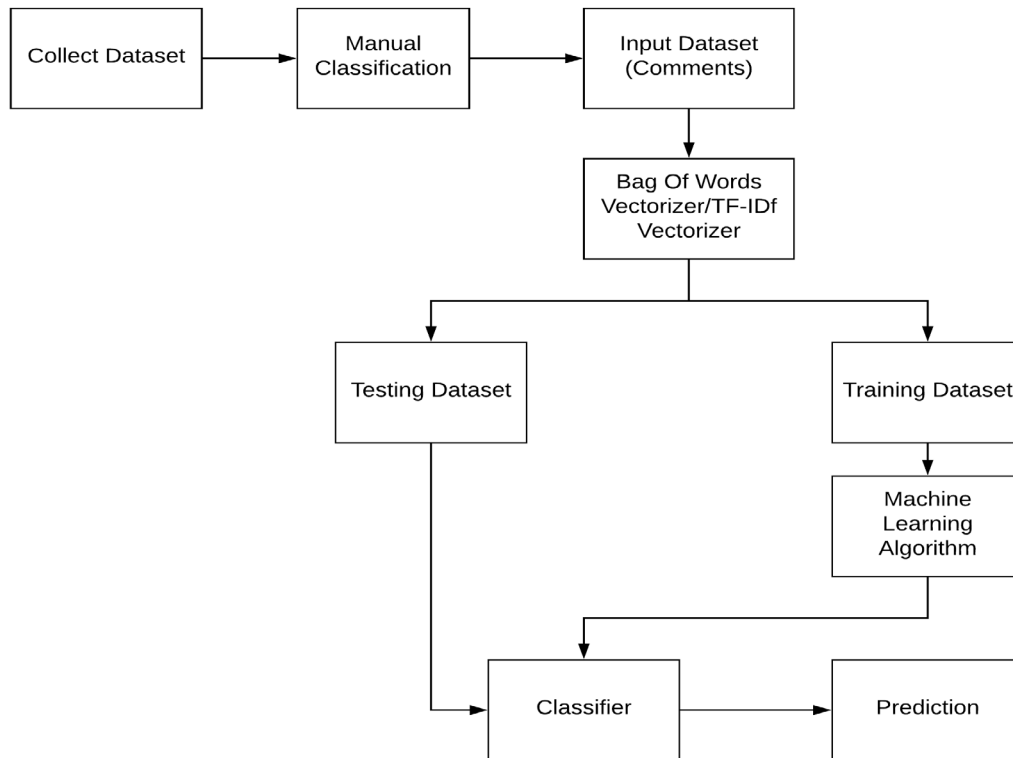 Collect Dataset
Manual
Classification
Input Dataset
(Comments)
Bag Of Words
Vectorizer/TF-IDf
Vectorizer
Testing Dataset
Training Dataset
Machine
Learning
Algorithm
Classifier
Prediction